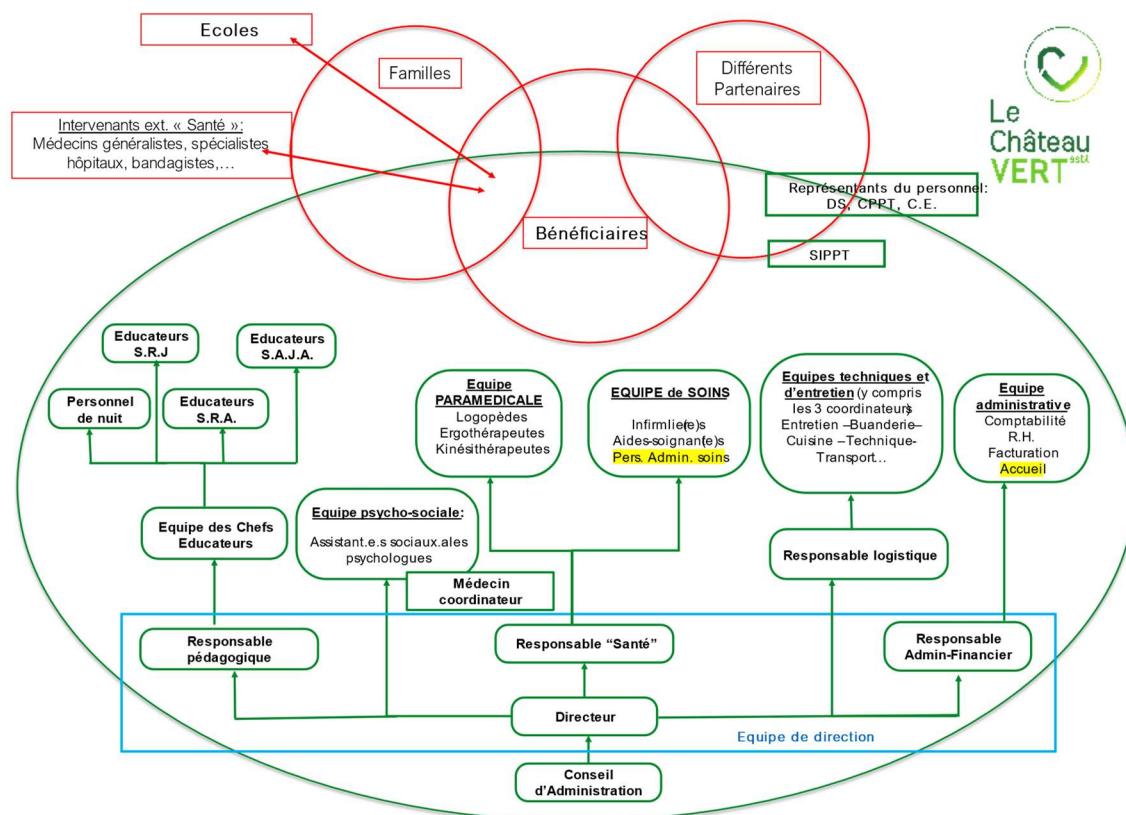 Ecoles
Familles
Différents
Partenaires
Le
Château
VERT asbl
Intervenants ext. « Santé »:
Médecins généralistes, spécialistes
hôpitaux, bandagistes,…
Représentants du personnel:
DS, CPPT, C.E.
Bénéficiaires
SIPPT
Educateurs
S.R.J
Educateurs
S.A.J.A.
Personnel
de nuit
Educateurs
S.R.A.
Equipe
PARAMEDICALE
Logopèdes
Ergothérapeutes
Kinésithérapeutes
EQUIPE de SOINS
Infirmlie(e)s
Aides-soignant(e)s
Pers. Admin. soins
Equipes techniques et
d'entretien (y compris
les 3 coordinateurs)
Entretien –Buanderie–
Cuisine –Technique-
Transport…
Equipe
administrative
Comptabilité
R.H.
Facturation
Accueil
Equipe des Chefs
Educateurs
Equipe psycho-sociale:
Assistant.e.s sociaux.ales
psychologues
Médecin
coordinateur
Responsable logistique
Responsable
pédagogique
Responsable “Santé”
Responsable
Admin-Financier
Directeur
Equipe de direction
Conseil
d'Administration